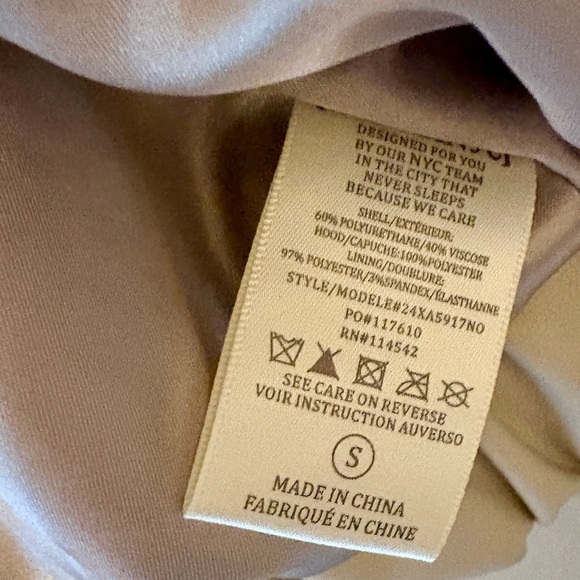 DESIGNED FOR YOU
BY OUR NYC TEAM
IN THE CITY THAT
NEVER SLEEPS
BECAUSE WE CARE
SHELL/EXTÉRIEUR:
60% POLYURETHANE/40% VISCOSE
HOOD/CAPUCHE:100%POLYESTER
LINING/DOUBLURE:
97% POLYESTER/3%SPANDEX/ÉLASTHANNE
STYLE/MODELE#24XA5917NO
PO#117610
RN#114542
SEE CARE ON REVERSE
VOIR INSTRUCTION AUVERSO
S
MADE IN CHINA
FABRIQUÉ EN CHINE